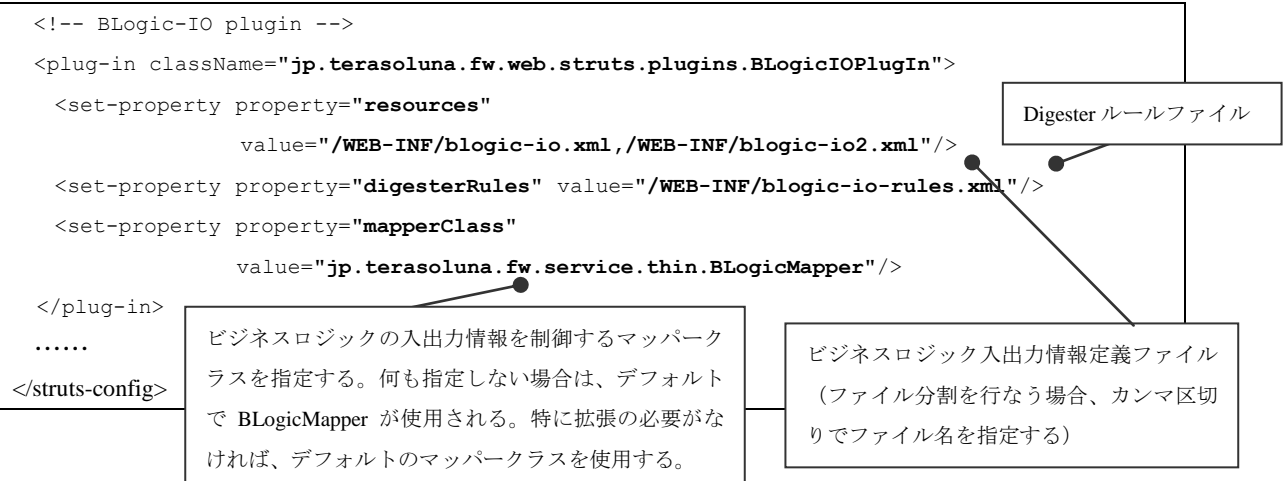 <!-- BLogic-IO plugin -->
<plug-in className="jp.terasoluna.fw.web.struts.plugins.BLogicIOPlugIn">
<set-property property="resources"
value="/WEB-INF/blogic-io.xml,/WEB-INF/blogic-io2.xml"/>
<set-property property="digesterRules" value="/WEB-INF/blogic-io-rules.xml"/>
<set-property property="mapperClass"
value="jp.terasoluna.fw.service.thin.BLogicMapper"/>
</plug-in>
……
</struts-config>
Digester ルールファイル
ビジネスロジックの入出力情報を制御するマッパーク
ラスを指定する。何も指定しない場合は、デフォルト
で BLogicMapper が使用される。特に拡張の必要がな
ければ、デフォルトのマッパークラスを使用する。
ビジネスロジック入出力情報定義ファイル
（ファイル分割を行なう場合、カンマ区切
りでファイル名を指定する）